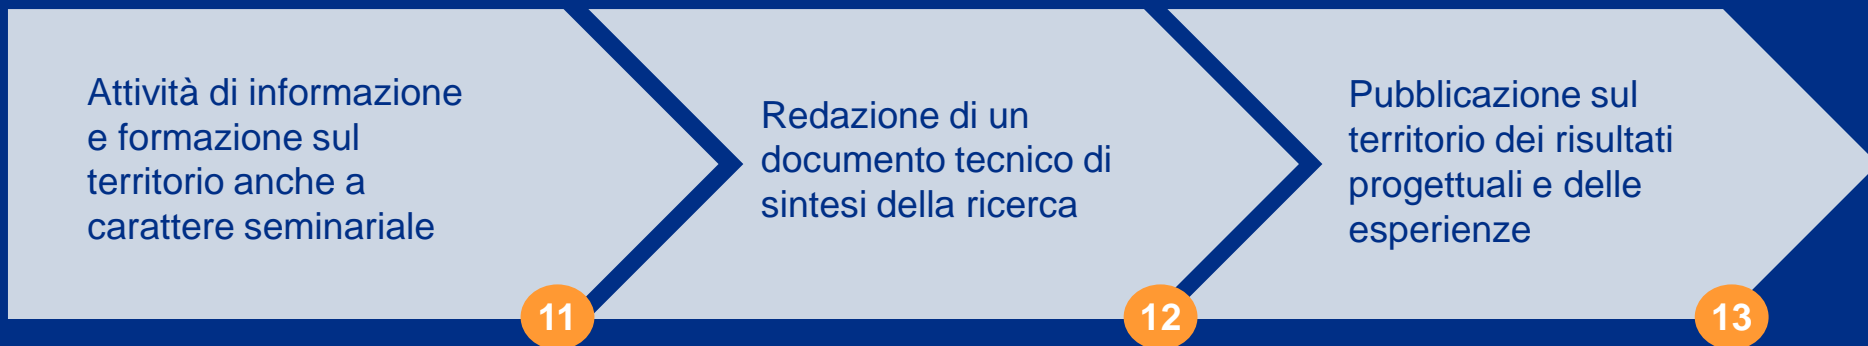 Attività di informazione
e formazione sul
territorio anche a
carattere seminariale
11
Redazione di un
documento tecnico di
sintesi della ricerca
12
Pubblicazione sul
territorio dei risultati
progettuali e delle
esperienze
13